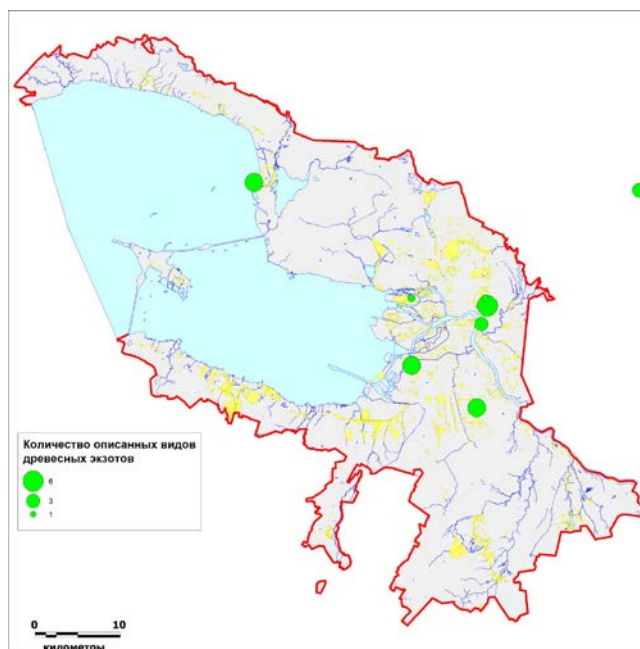 Количество описанных видов
древесных экзотов
6
3
1
0 10
километры